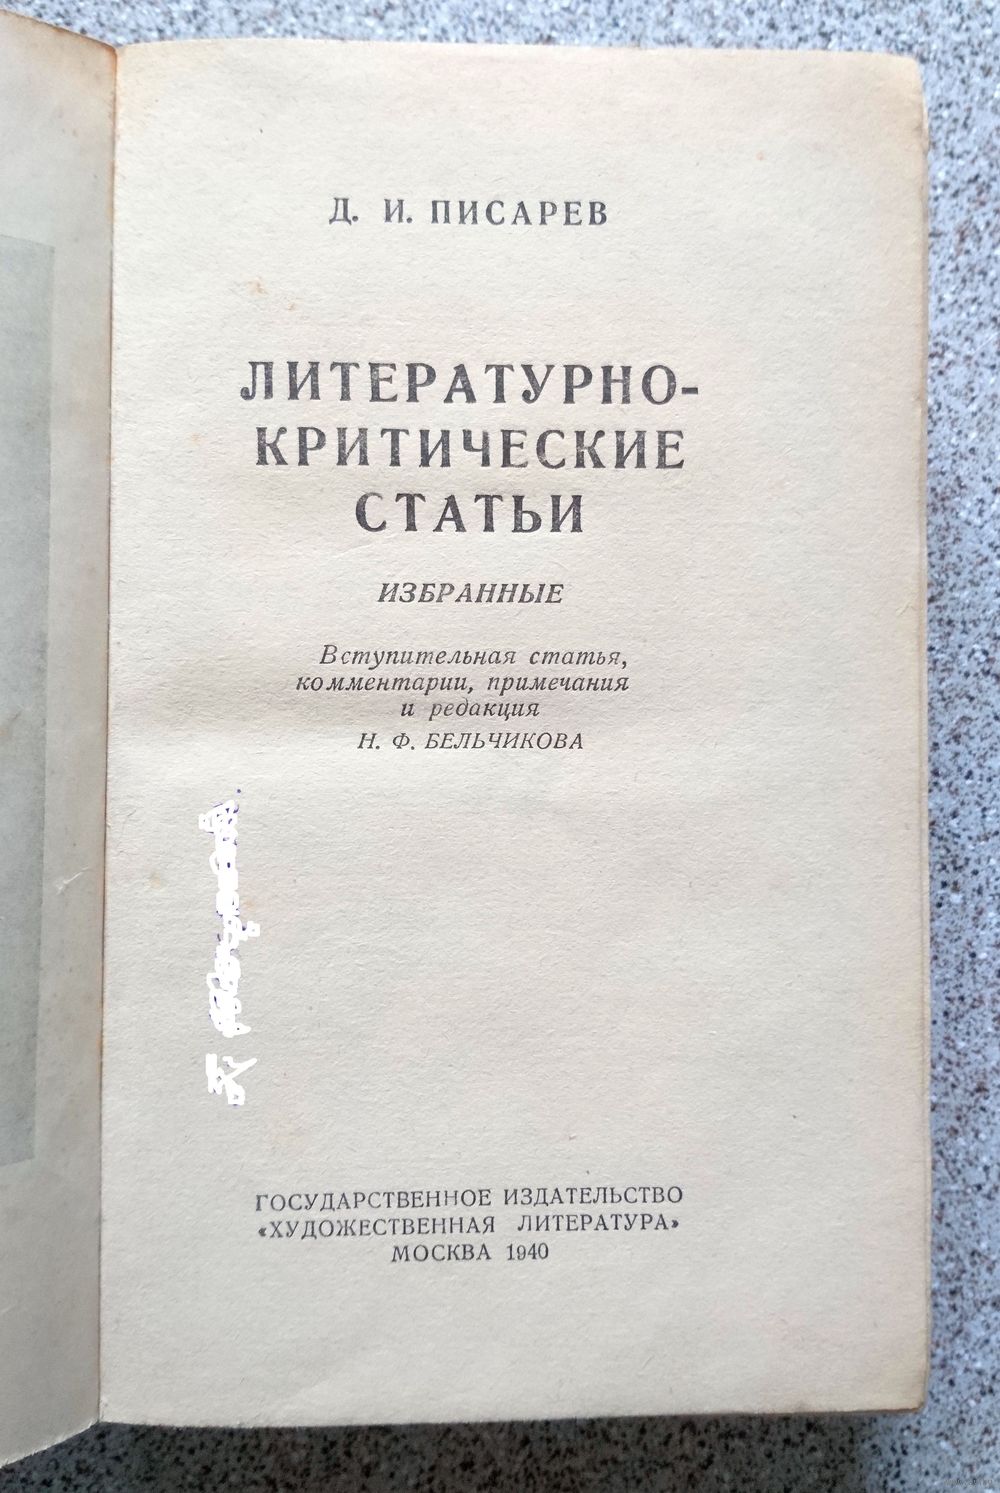 Д. И. ПИСАРЕВ
ЛИТЕРАТУРНО-
КРИТИЧЕСКИЕ
СТАТЬИ
ИЗБРАННЫЕ
Вступительная статья,
комментарии, примечания
и редакция
Н. Ф. БЕЛЬЧИКОВА
ГОСУДАРСТВЕННОЕ ИЗДАТЕЛЬСТВО
«ХУДОЖЕСТВЕННАЯ ЛИТЕРАТУРА»
МОСКВА 1940